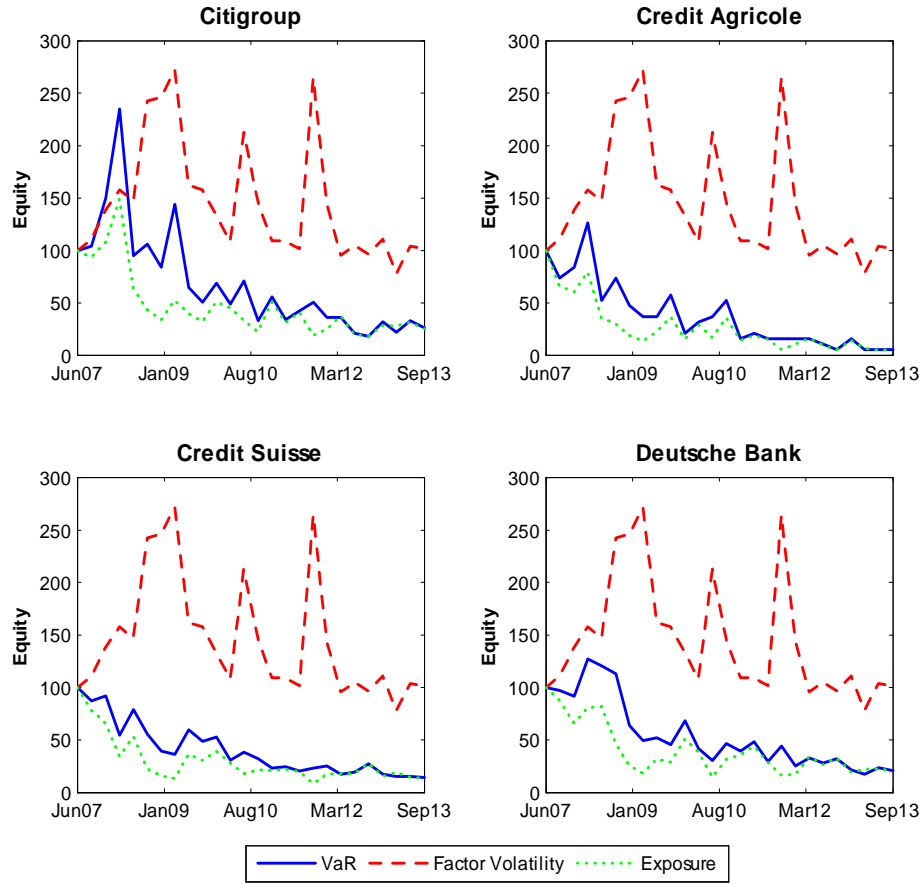 Citigroup
Equity
300
250
200
150
100
50
0
Jun07 Jan09 Aug10 Mar12 Sep13
Credit Agricole
Equity
300
250
200
150
100
50
0
Jun07 Jan09 Aug10 Mar12 Sep13
Credit Suisse
Equity
300
250
200
150
100
50
0
Jun07 Jan09 Aug10 Mar12 Sep13
Deutsche Bank
Equity
300
250
200
150
100
50
0
Jun07 Jan09 Aug10 Mar12 Sep13
VaR Factor Volatility Exposure